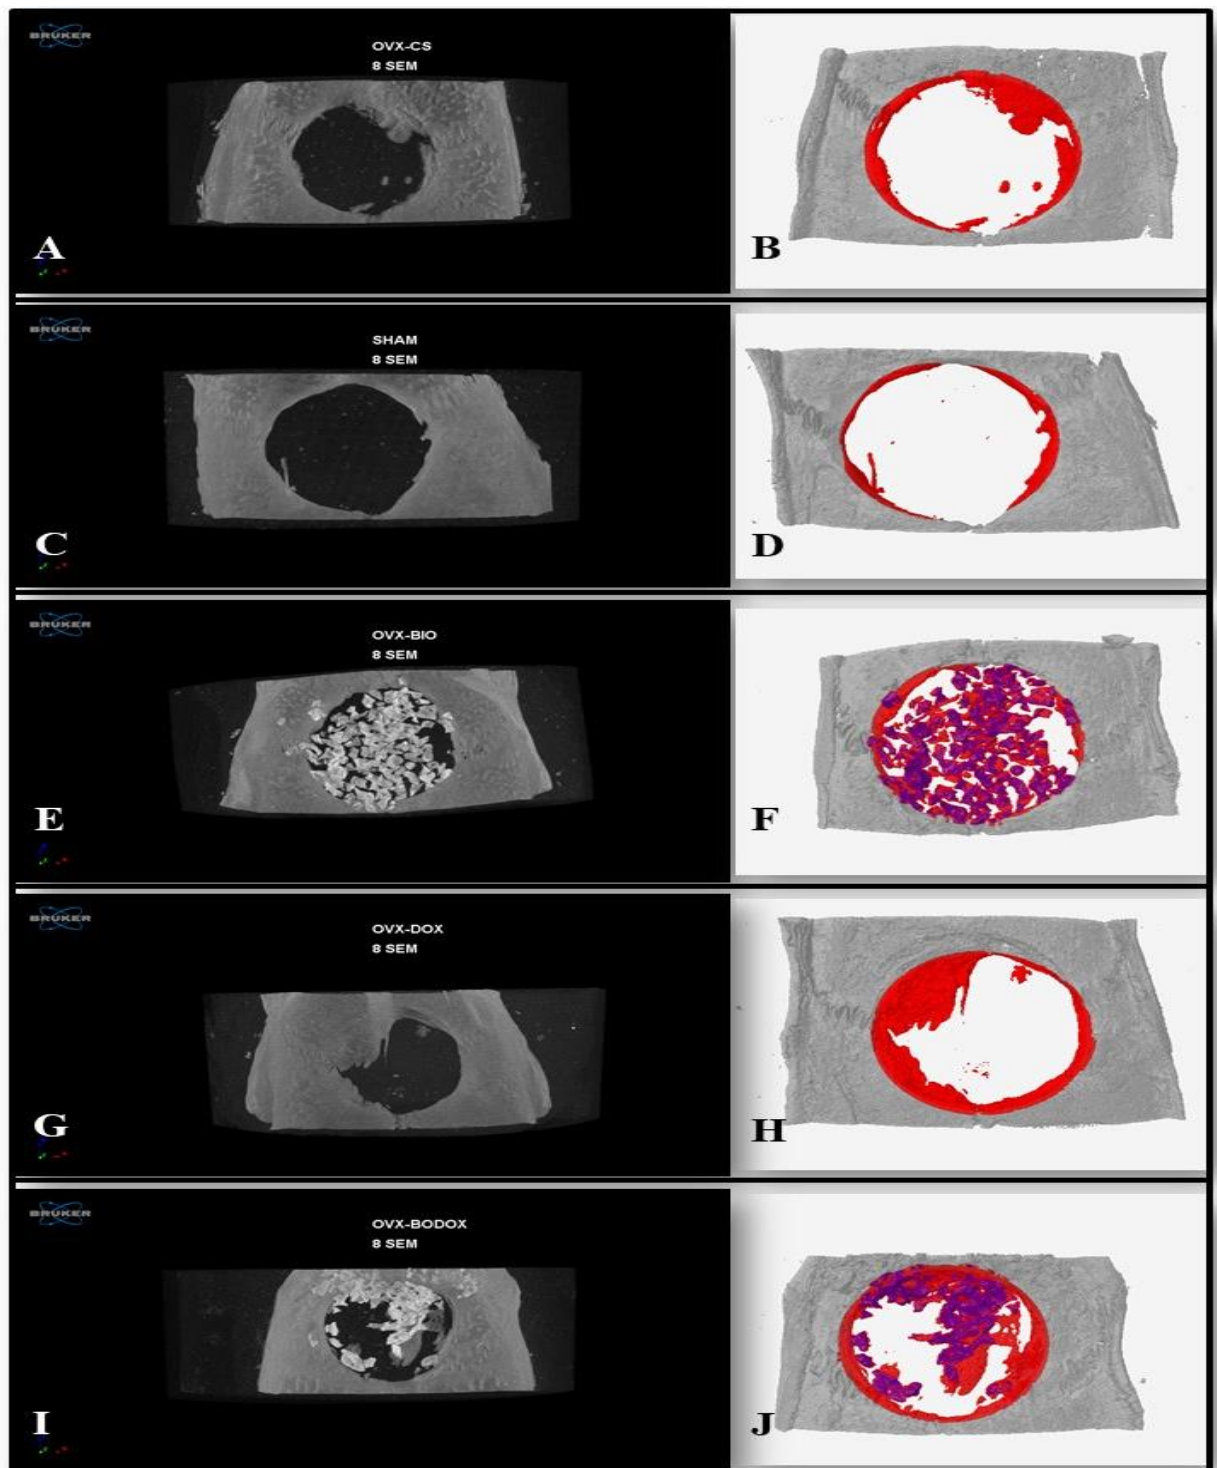 BRUKER
OVX-CS
8 SEM
A
B
BRUKER
SHAM
8 SEM
C
D
BRUKER
OVX-BIO
8 SEM
E
F
BRUKER
OVX-DOX
8 SEM
G
H
BRUKER
OVX-BODOX
8 SEM
I
J